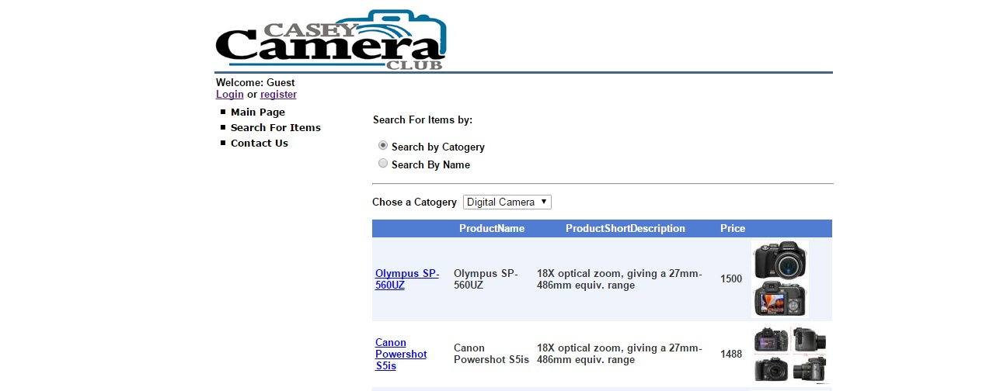 CASEY
Camera
CLUB
Welcome: Guest
Login or register
Main Page
Search For Items
Contact Us
Search For Items by:
Search by Catogery
Search By Name
Chose a Catogery Digital Camera
ProductName ProductShortDescription Price
Olympus SP-
560UZ
Olympus SP-
560UZ
18X optical zoom, giving a 27mm-
486mm equiv. range
1500
Canon
Powershot
S5is
Canon
Powershot S5is
18X optical zoom, giving a 27mm-
486mm equiv. range
1488